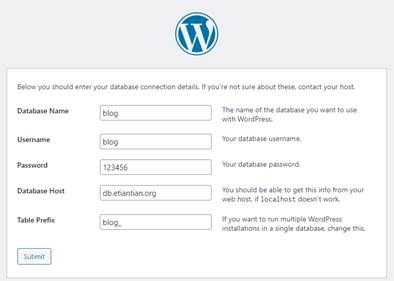 W
Below you should enter your database connection details. If you're not sure about these, contact your host.
Database Name
blog
The name of the database you want to use
with WordPress.
Username
blog
Your database username.
Password
123456
Your database password.
Database Host
db.etiantian.org
You should be able to get this info from your
web host, if localhost doesn't work.
Table Prefix
blog_
If you want to run multiple WordPress
installations in a single database, change this.
Submit